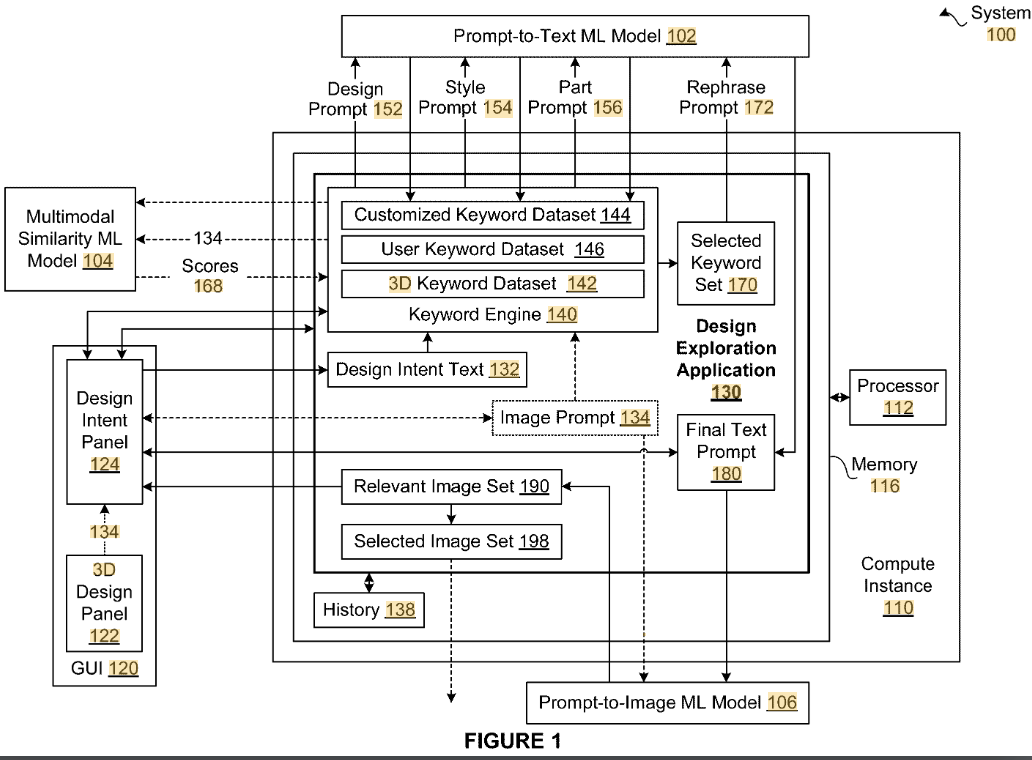 System
100
Prompt-to-Text ML Model 102
Design
Prompt 152
Style
Prompt 154
Part
Prompt 156
Rephrase
Prompt 172
Multimodal
Similarity ML
Model 104
134
Scores
168
Customized Keyword Dataset 144
User Keyword Dataset 146
3D Keyword Dataset 142
Keyword Engine 140
Selected
Keyword
Set 170
Design
Exploration
Application
130
Design Intent Text 132
Image Prompt 134
Final Text
Prompt
180
Relevant Image Set 190
Selected Image Set 198
History 138
Design
Intent
Panel
124
134
3D
Design
Panel
122
GUI 120
Processor
112
Memory
116
Compute
Instance
110
Prompt-to-Image ML Model 106
FIGURE 1